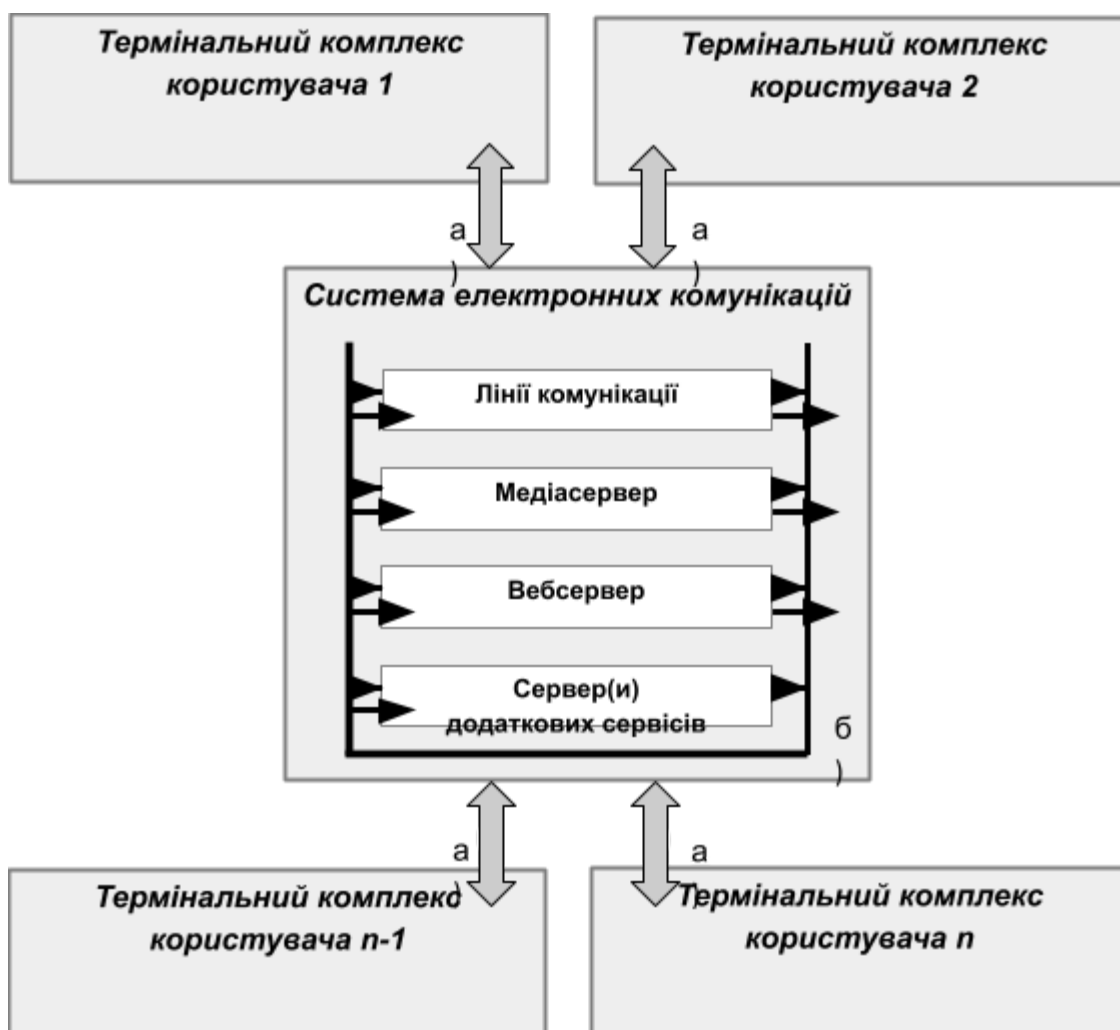 Термінальний комплекс
користувача 1
Термінальний комплекс
користувача 2
а
)
а
)
Система електронних комунікацій
Лінії комунікації
Медіасервер
Вебсервер
Сервер(и)
додаткових сервісів
б
)
а
)
а
)
Термінальний комплекс
користувача n-1
Термінальний комплекс
користувача n